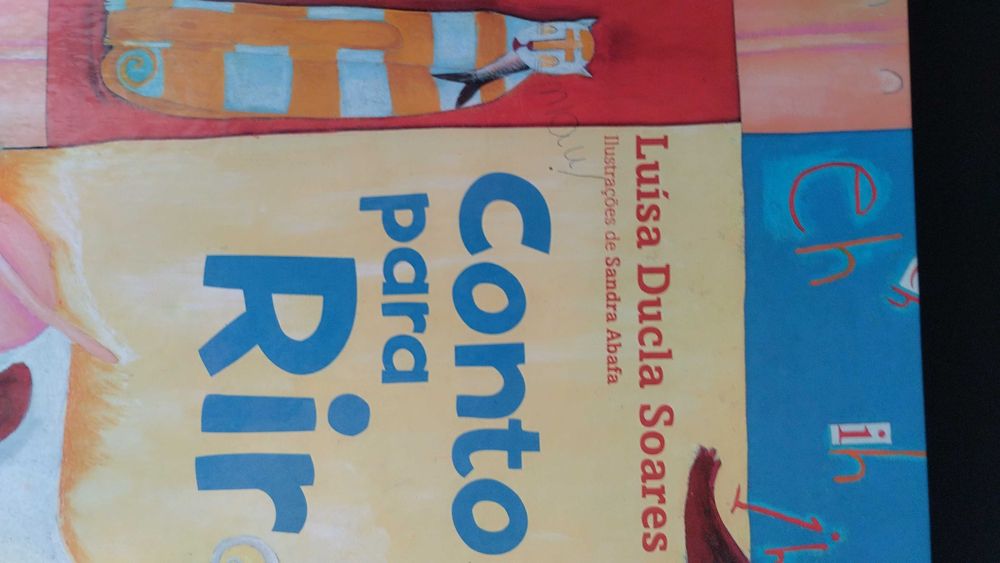 eh
ih
Luísa Ducla Soares
Ilustrações de Sandra Abafa
Conto
para
Rir